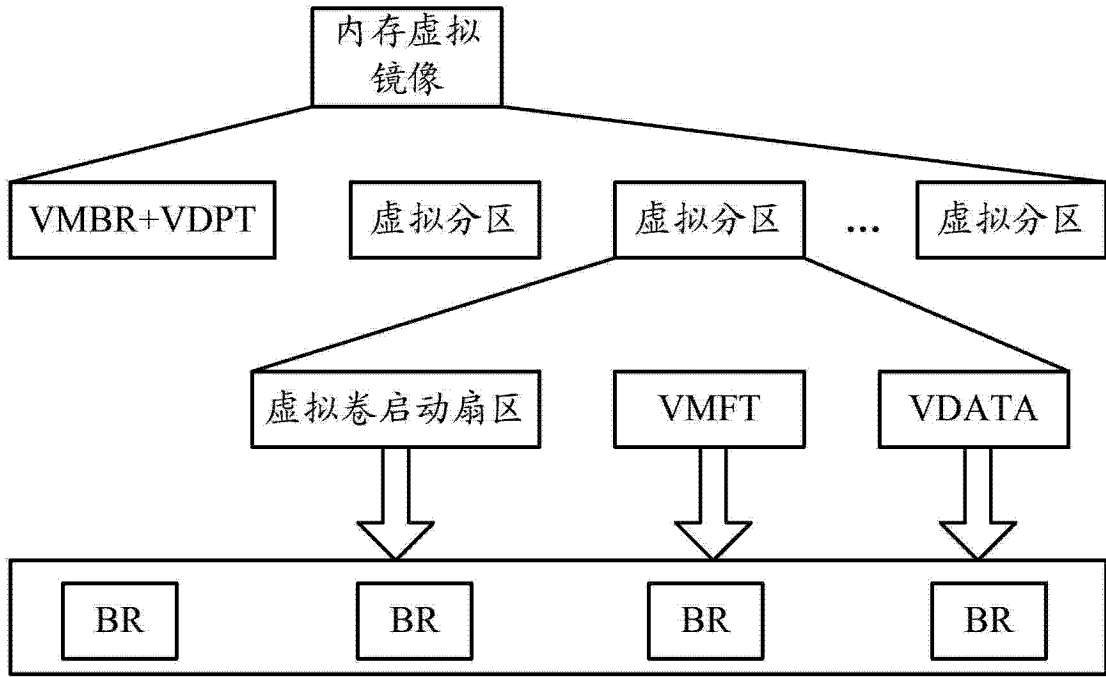 内存虚拟
镜像
VMBR+VDPT
虚拟分区
虚拟分区
...
虚拟分区
虚拟卷启动扇区
VMFT
VDATA
BR
BR
BR
BR